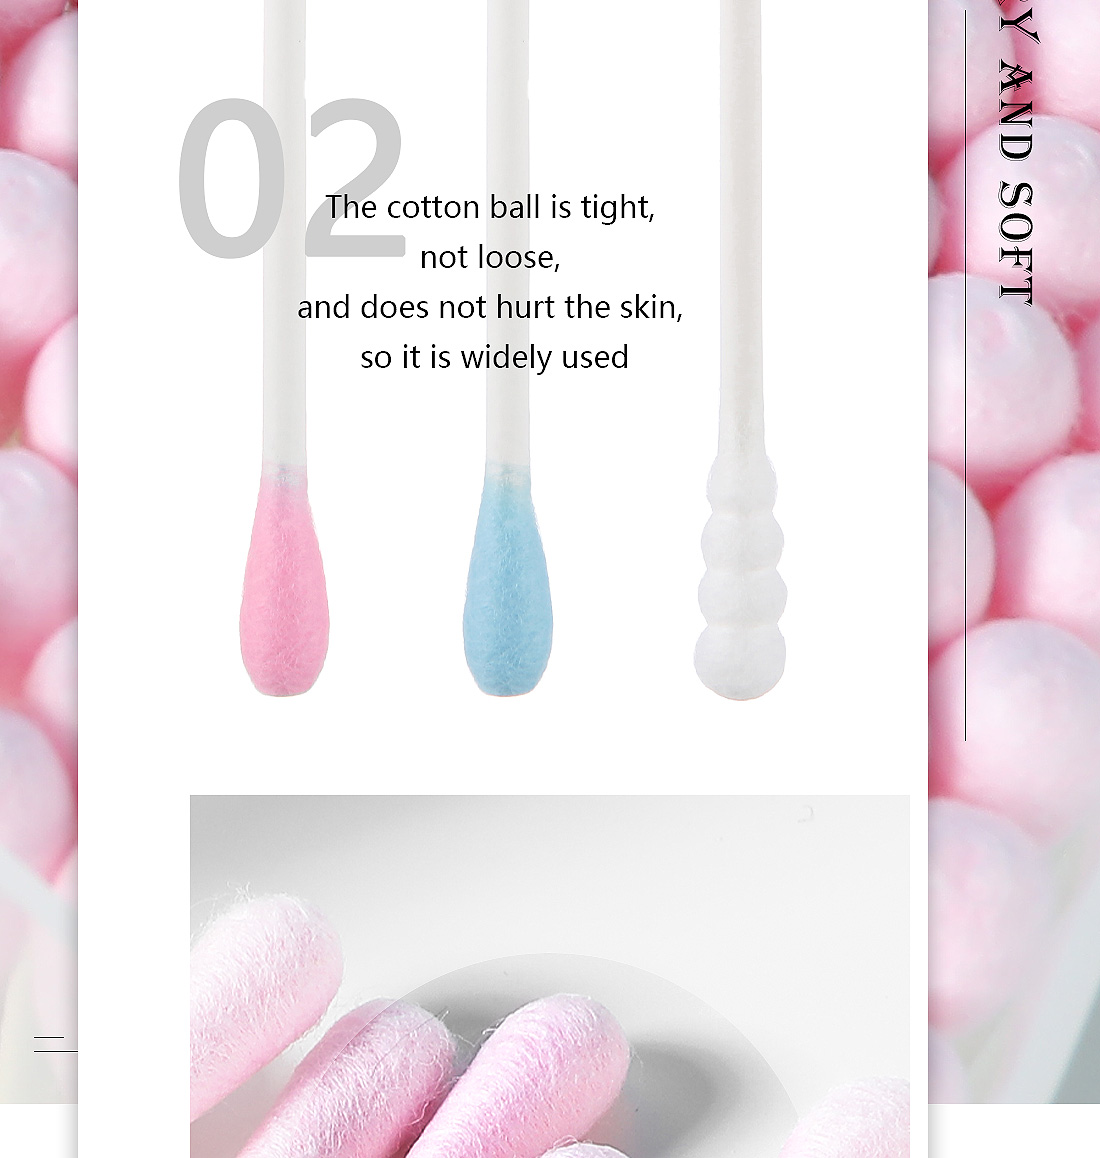 02
The cotton ball is tight,
not loose,
and does not hurt the skin,
so it is widely used
AND SOFT